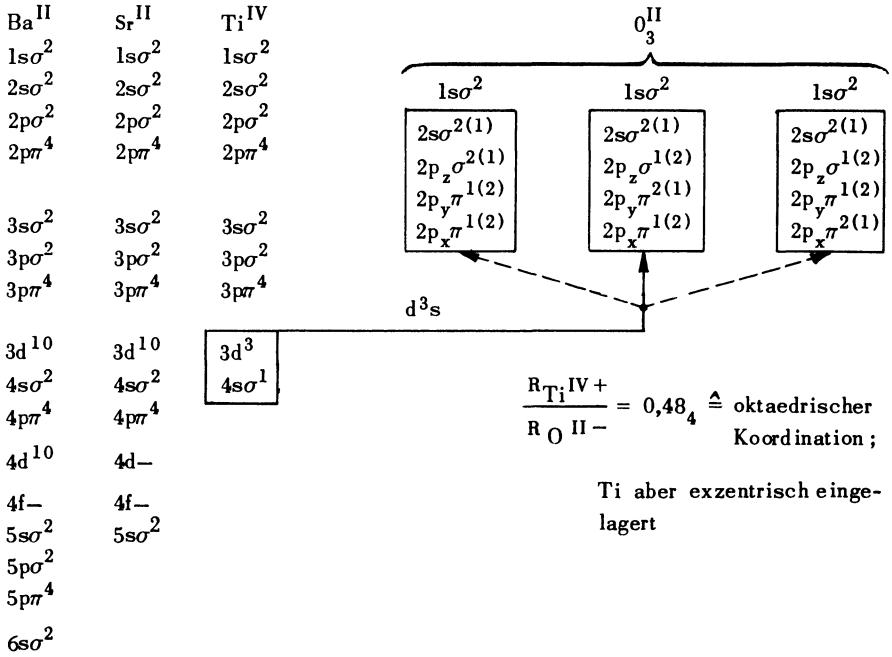 Ba^II Sr^II Ti^IV O_3^II
1sσ² 1sσ² 1sσ² 1sσ² 1sσ² 1sσ²
2sσ² 2sσ² 2sσ² 2sσ²⁽¹⁾ 2sσ²⁽¹⁾ 2sσ²⁽¹⁾
2pσ² 2pσ² 2pσ² 2p_zσ²⁽¹⁾ 2p_zσ¹⁽²⁾ 2p_zσ¹⁽²⁾
2pπ⁴ 2pπ⁴ 2pπ⁴ 2p_yπ¹⁽²⁾ 2p_yπ²⁽¹⁾ 2p_yπ¹⁽²⁾
2p_xπ¹⁽²⁾ 2p_xπ¹⁽²⁾ 2p_xπ²⁽¹⁾
3sσ² 3sσ² 3sσ²
3pσ² 3pσ² 3pσ²
3pπ⁴ 3pπ⁴ 3pπ⁴
d³s
3d¹⁰ 3d¹⁰ 3d³
4sσ² 4sσ² 4sσ¹
4pπ⁴ 4pπ⁴
4d¹⁰ 4d–
4f– 4f–
5sσ² 5sσ²
5pσ²
5pπ⁴
6sσ²
R_Ti^IV+ / R_O^II– = 0,48₄ ≙ oktaedrischer
Koordination ;
Ti aber exzentrisch einge-
lagert